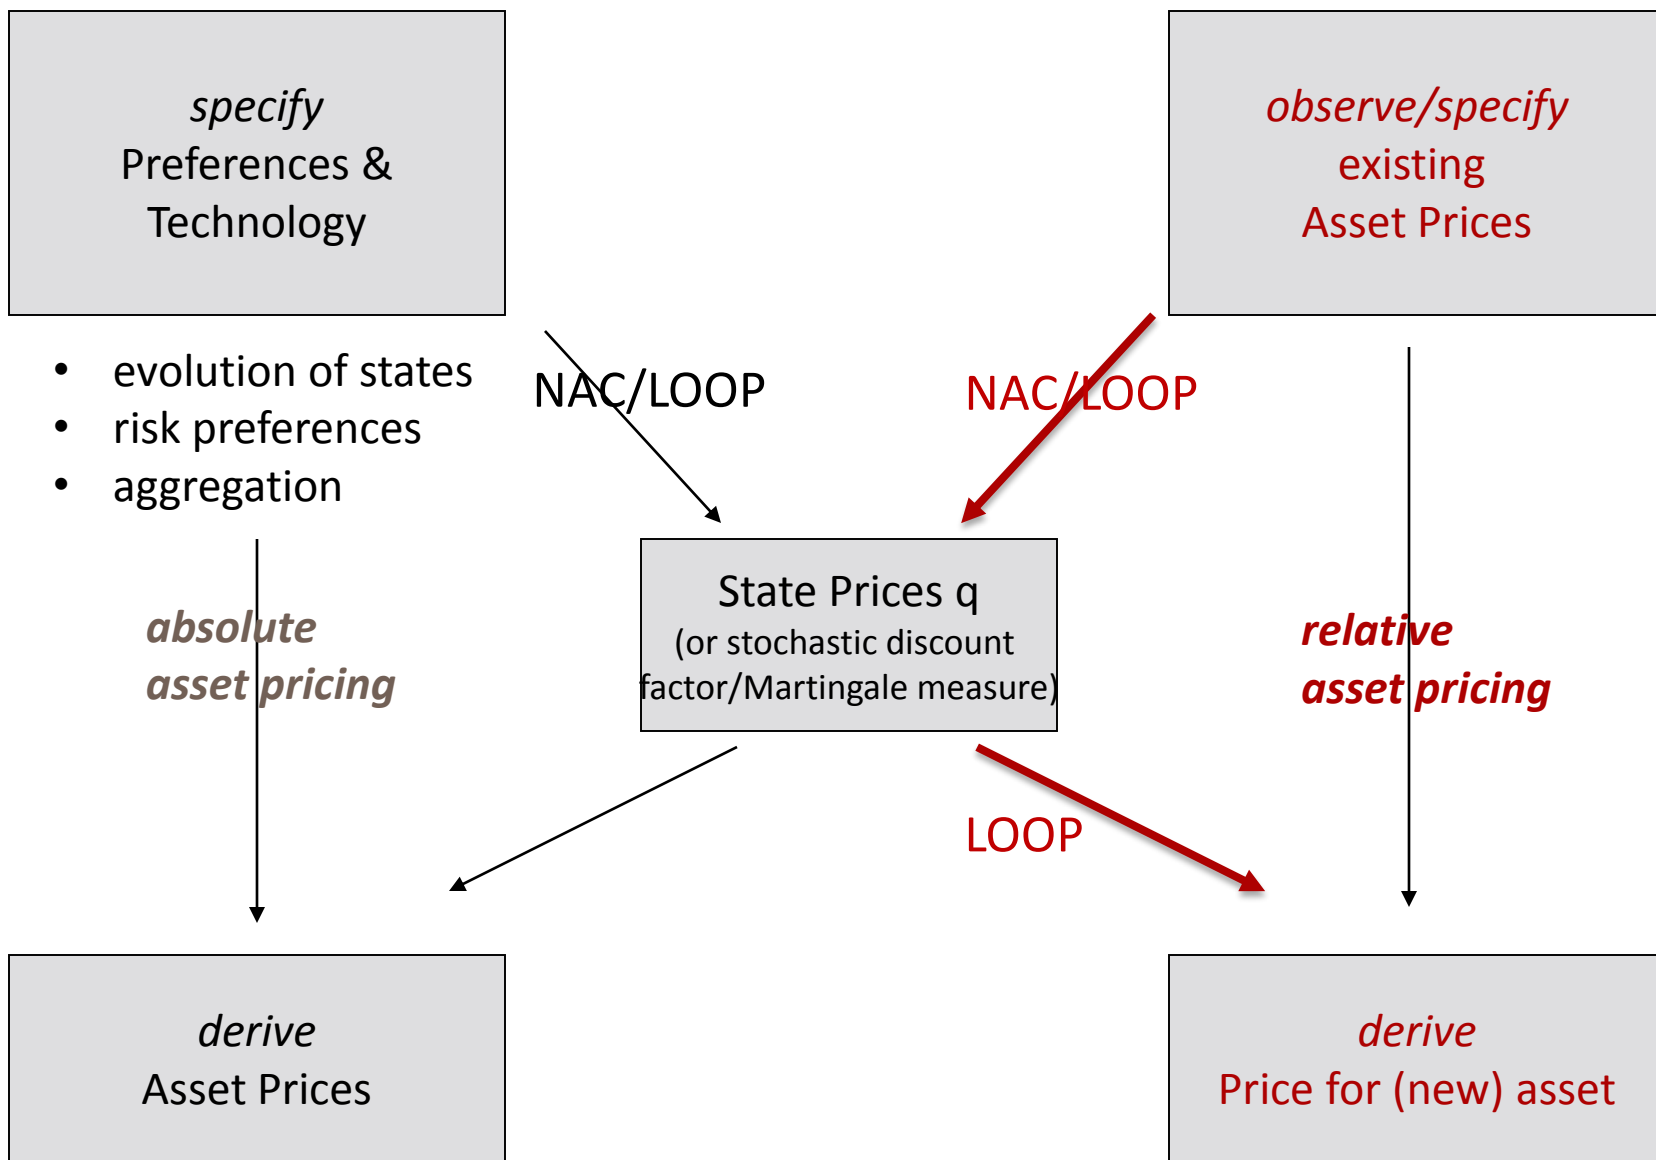 specify
Preferences &
Technology
observe/specify
existing
Asset Prices
• evolution of states
• risk preferences
• aggregation
NAC/LOOP
NAC/LOOP
State Prices q
(or stochastic discount
factor/Martingale measure)
absolute
asset pricing
relative
asset pricing
LOOP
derive
Asset Prices
derive
Price for (new) asset